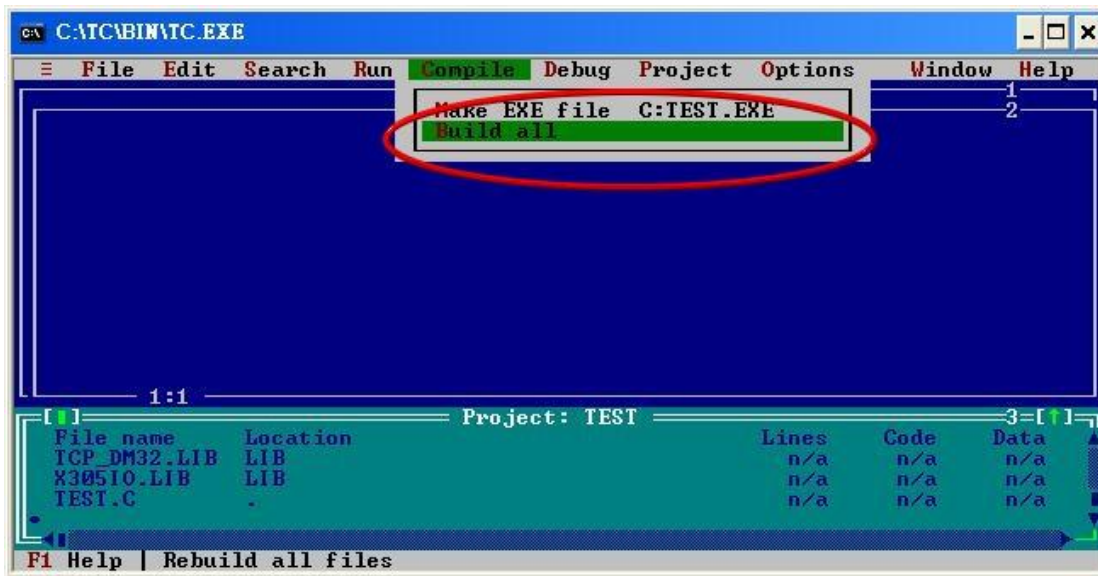 C:\TC\BIN\TC.EXE
≡ File Edit Search Run Compile Debug Project Options Window Help
1
Make EXE file C:TEST.EXE
2
Build all
1:1
Project: TEST 3=[↑]
File name Location Lines Code Data
TCP_DM32.LIB LIB n/a n/a n/a
X305IO.LIB LIB n/a n/a n/a
TEST.C . n/a n/a n/a
F1 Help | Rebuild all files